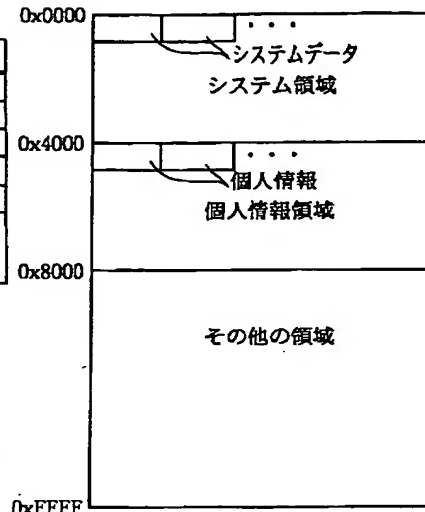 0x0000
・・・
システムデータ
システム領域
0x4000
・・・
個人情報
個人情報領域
0x8000
その他の領域
0xFFFF